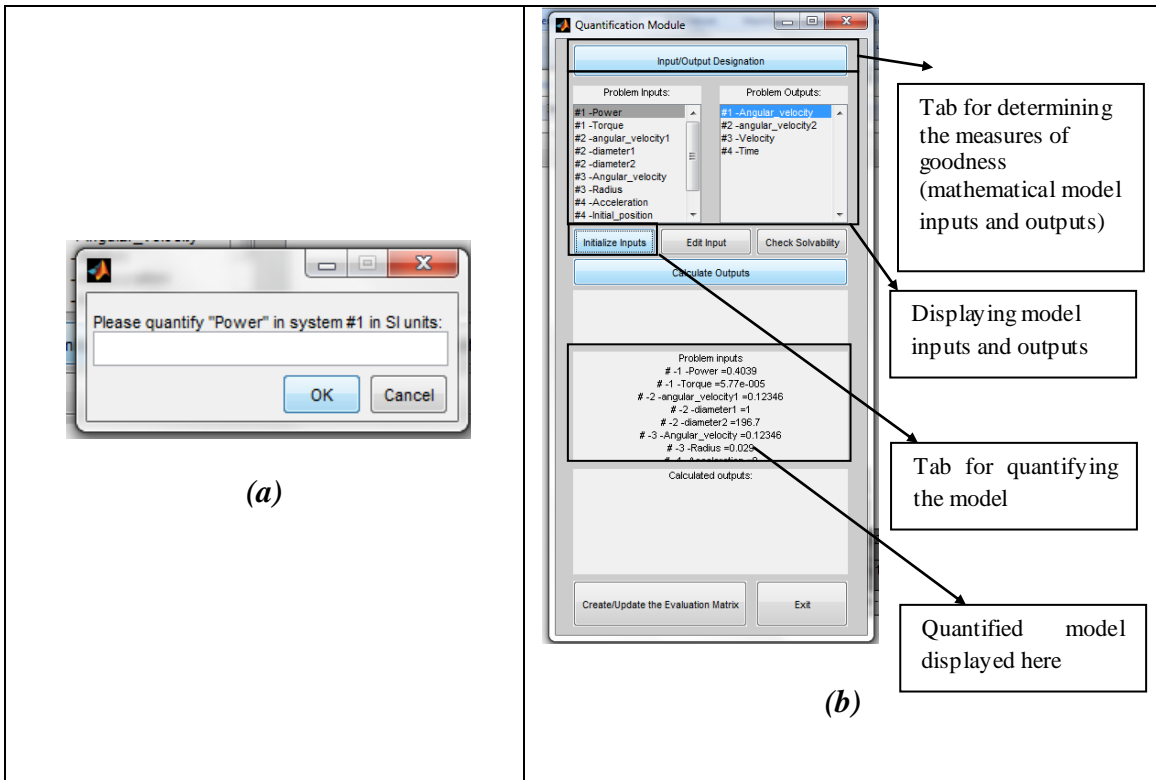 Please quantify "Power" in system #1 in SI units:
OK
Cancel
(a)
Quantification Module
Input/Output Designation
Problem Inputs:
#1 -Power
#1 -Torque
#2 -angular_velocity1
#2 -diameter1
#2 -diameter2
#3 -Angular_velocity
#3 -Radius
#4 -Acceleration
#4 -Initial_position
Problem Outputs:
#1 -Angular_velocity
#2 -angular_velocity2
#3 -Velocity
#4 -Time
Initialize Inputs
Edit Input
Check Solvability
Calculate Outputs
Problem inputs
# -1 -Power =0.4039
# -1 -Torque =5.77e-005
# -2 -angular_velocity1 =0.12346
# -2 -diameter1 =1
# -2 -diameter2 =196.7
# -3 -Angular_velocity =0.12346
# -3 -Radius =0.029
Calculated outputs:
Create/Update the Evaluation Matrix
Exit
(b)
Tab for determining
the measures of
goodness
(mathematical model
inputs and outputs)
Displaying model
inputs and outputs
Tab for quantifying
the model
Quantified model
displayed here